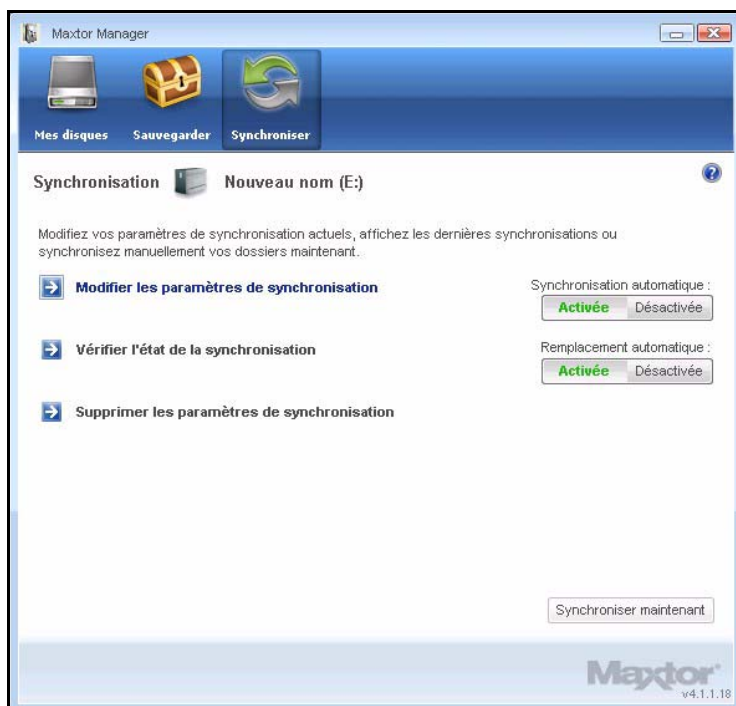 Maxtor Manager
Mes disques Sauvegarder Synchroniser
Synchronisation Nouveau nom (E:)
Modifiez vos paramètres de synchronisation actuels, affichez les dernières synchronisations ou
synchronisez manuellement vos dossiers maintenant.
Modifier les paramètres de synchronisation
Synchronisation automatique :
Activée Désactivée
Vérifier l'état de la synchronisation
Remplacement automatique :
Activée Désactivée
Supprimer les paramètres de synchronisation
Synchroniser maintenant
Maxtor
v4.1.1.18